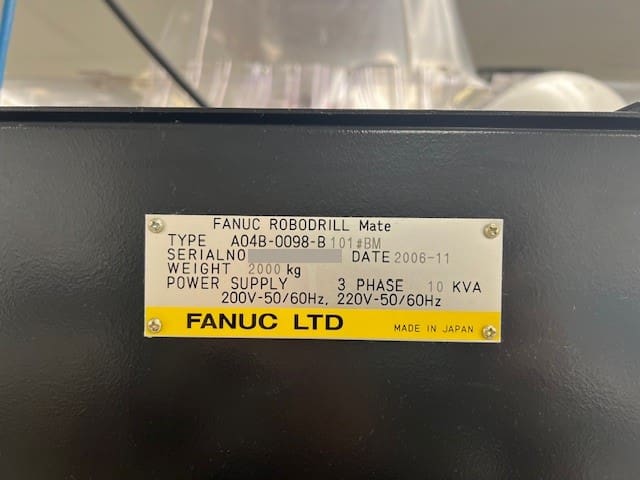 FANUC ROBODRILL Mate
TYPE A04B-0098-B101#BM
SERIALNO DATE 2006-11
WEIGHT 2000 kg
POWER SUPPLY 3 PHASE 10 KVA
200V-50/60Hz, 220V-50/60Hz
FANUC LTD MADE IN JAPAN